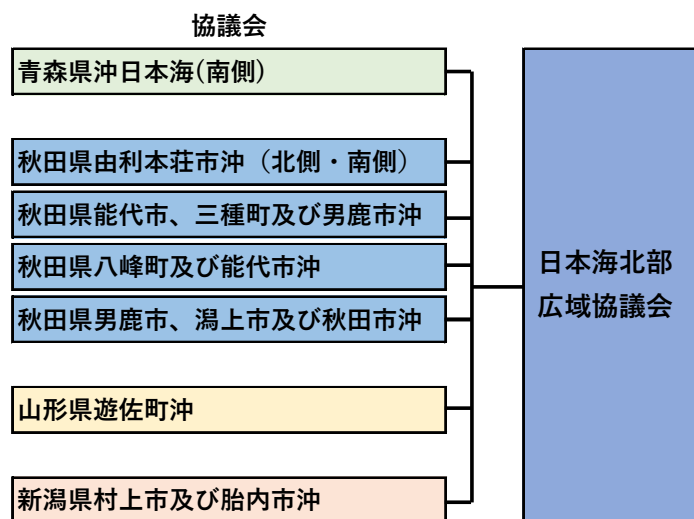 協議会
青森県沖日本海(南側)
秋田県由利本荘市沖（北側・南側）
秋田県能代市、三種町及び男鹿市沖
秋田県八峰町及び能代市沖
秋田県男鹿市、潟上市及び秋田市沖
山形県遊佐町沖
新潟県村上市及び胎内市沖
日本海北部
広域協議会